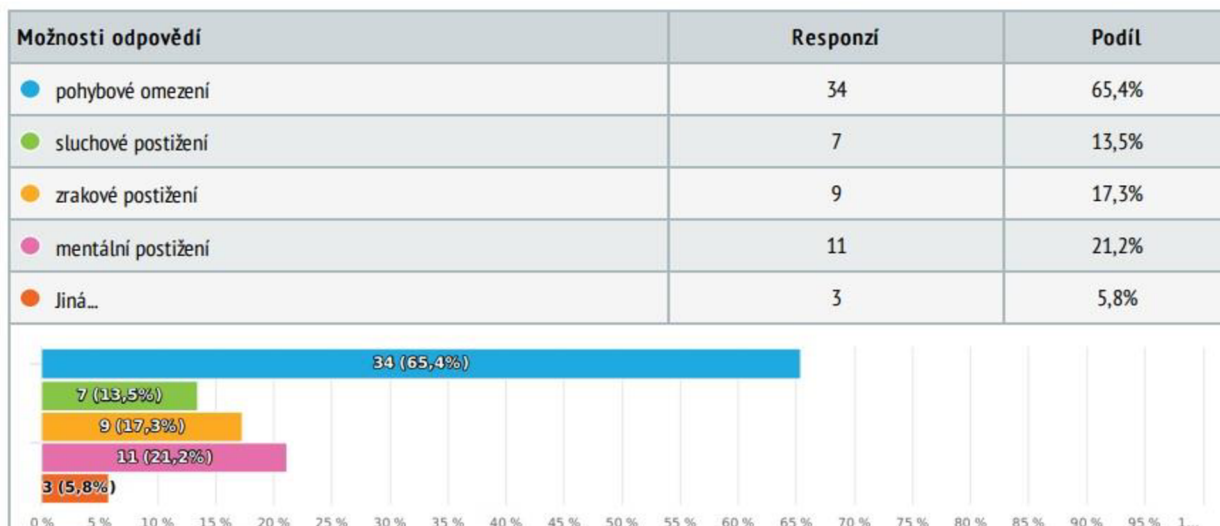 Možnosti odpovědí Responzí Podíl
pohybové omezení 34 65,4%
sluchové postižení 7 13,5%
zrakové postižení 9 17,3%
mentální postižení 11 21,2%
Jiná... 3 5,8%
34 (65,4%)
7 (13,5%)
9 (17,3%)
11 (21,2%)
3 (5,8%)
0 % 5 % 10 % 15 % 20 % 25 % 30 % 35 % 40 % 45 % 50 % 55 % 60 % 65 % 70 % 75 % 80 % 85 % 90 % 95 % 1...